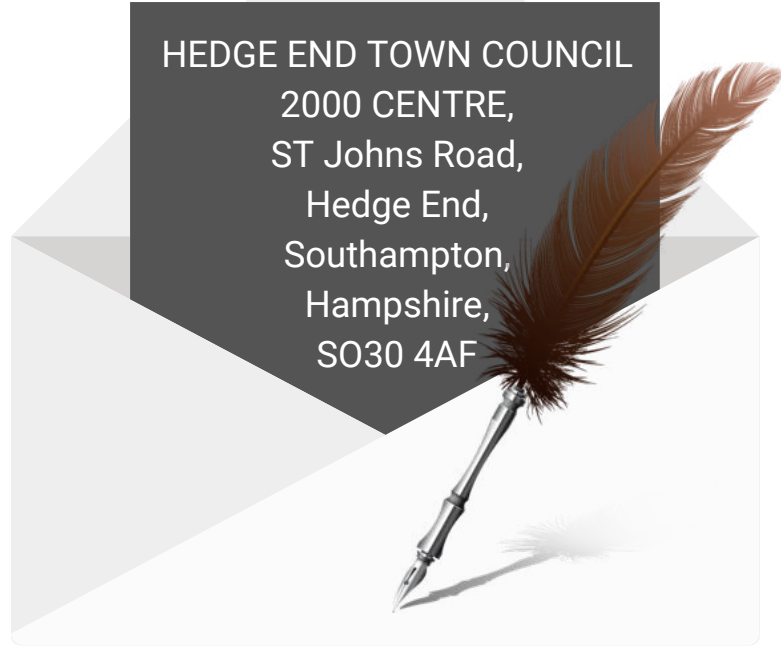 HEDGE END TOWN COUNCIL
2000 CENTRE,
ST Johns Road,
Hedge End,
Southampton,
Hampshire,
SO30 4AF